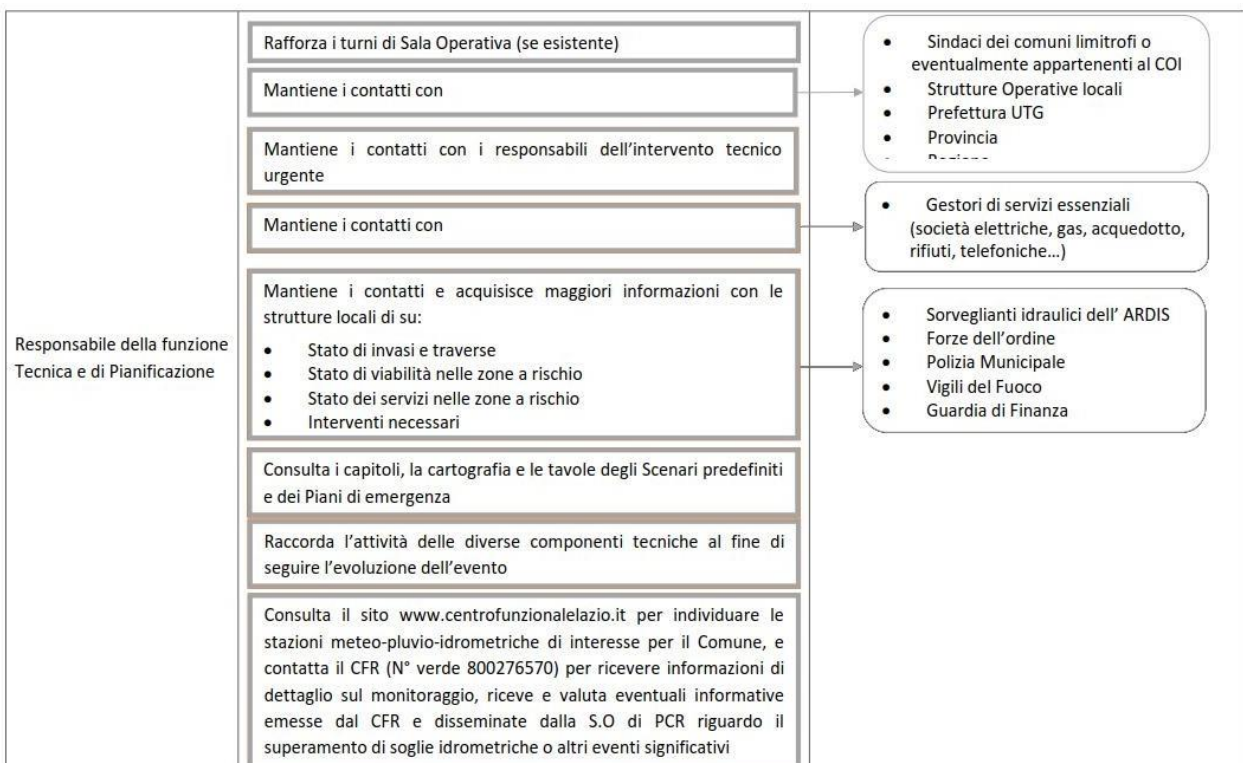 Responsabile della funzione
Tecnica e di Pianificazione
Rafforza i turni di Sala Operativa (se esistente)
Mantiene i contatti con
• Sindaci dei comuni limitrofi o
eventualmente appartenenti al COI
• Strutture Operative locali
• Prefettura UTG
• Provincia
Mantiene i contatti con i responsabili dell'intervento tecnico
urgente
Mantiene i contatti con
• Gestori di servizi essenziali
(società elettriche, gas, acquedotto,
rifiuti, telefoniche…)
Mantiene i contatti e acquisisce maggiori informazioni con le
strutture locali di su:
• Stato di invasi e traverse
• Stato di viabilità nelle zone a rischio
• Stato dei servizi nelle zone a rischio
• Interventi necessari
• Sorveglianti idraulici dell' ARDIS
• Forze dell'ordine
• Polizia Municipale
• Vigili del Fuoco
• Guardia di Finanza
Consulta i capitoli, la cartografia e le tavole degli Scenari predefiniti
e dei Piani di emergenza
Raccorda l'attività delle diverse componenti tecniche al fine di
seguire l'evoluzione dell'evento
Consulta il sito www.centrofunzionalelazio.it per individuare le
stazioni meteo-pluvio-idrometriche di interesse per il Comune, e
contatta il CFR (N° verde 800276570) per ricevere informazioni di
dettaglio sul monitoraggio, riceve e valuta eventuali informative
emesse dal CFR e disseminate dalla S.O di PCR riguardo il
superamento di soglie idrometriche o altri eventi significativi